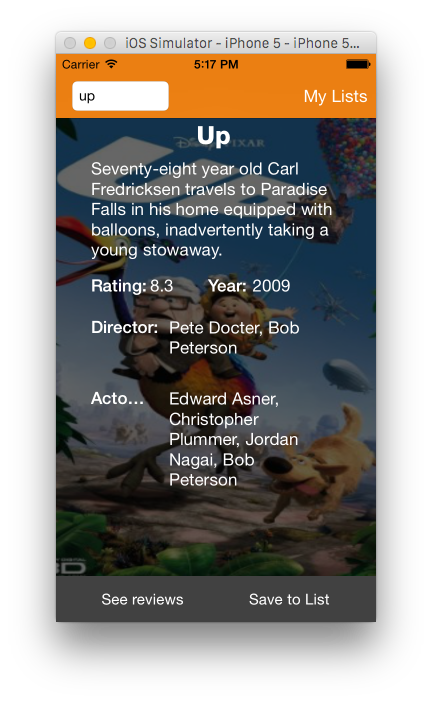 iOS Simulator - iPhone 5 - iPhone 5...
Carrier 5:17 PM
up My Lists
Disney PIXAR
Up
Seventy-eight year old Carl
Fredricksen travels to Paradise
Falls in his home equipped with
balloons, inadvertently taking a
young stowaway.
Rating: 8.3 Year: 2009
Director: Pete Docter, Bob
Peterson
Acto... Edward Asner,
Christopher
Plummer, Jordan
Nagai, Bob
Peterson
3D
See reviews Save to List